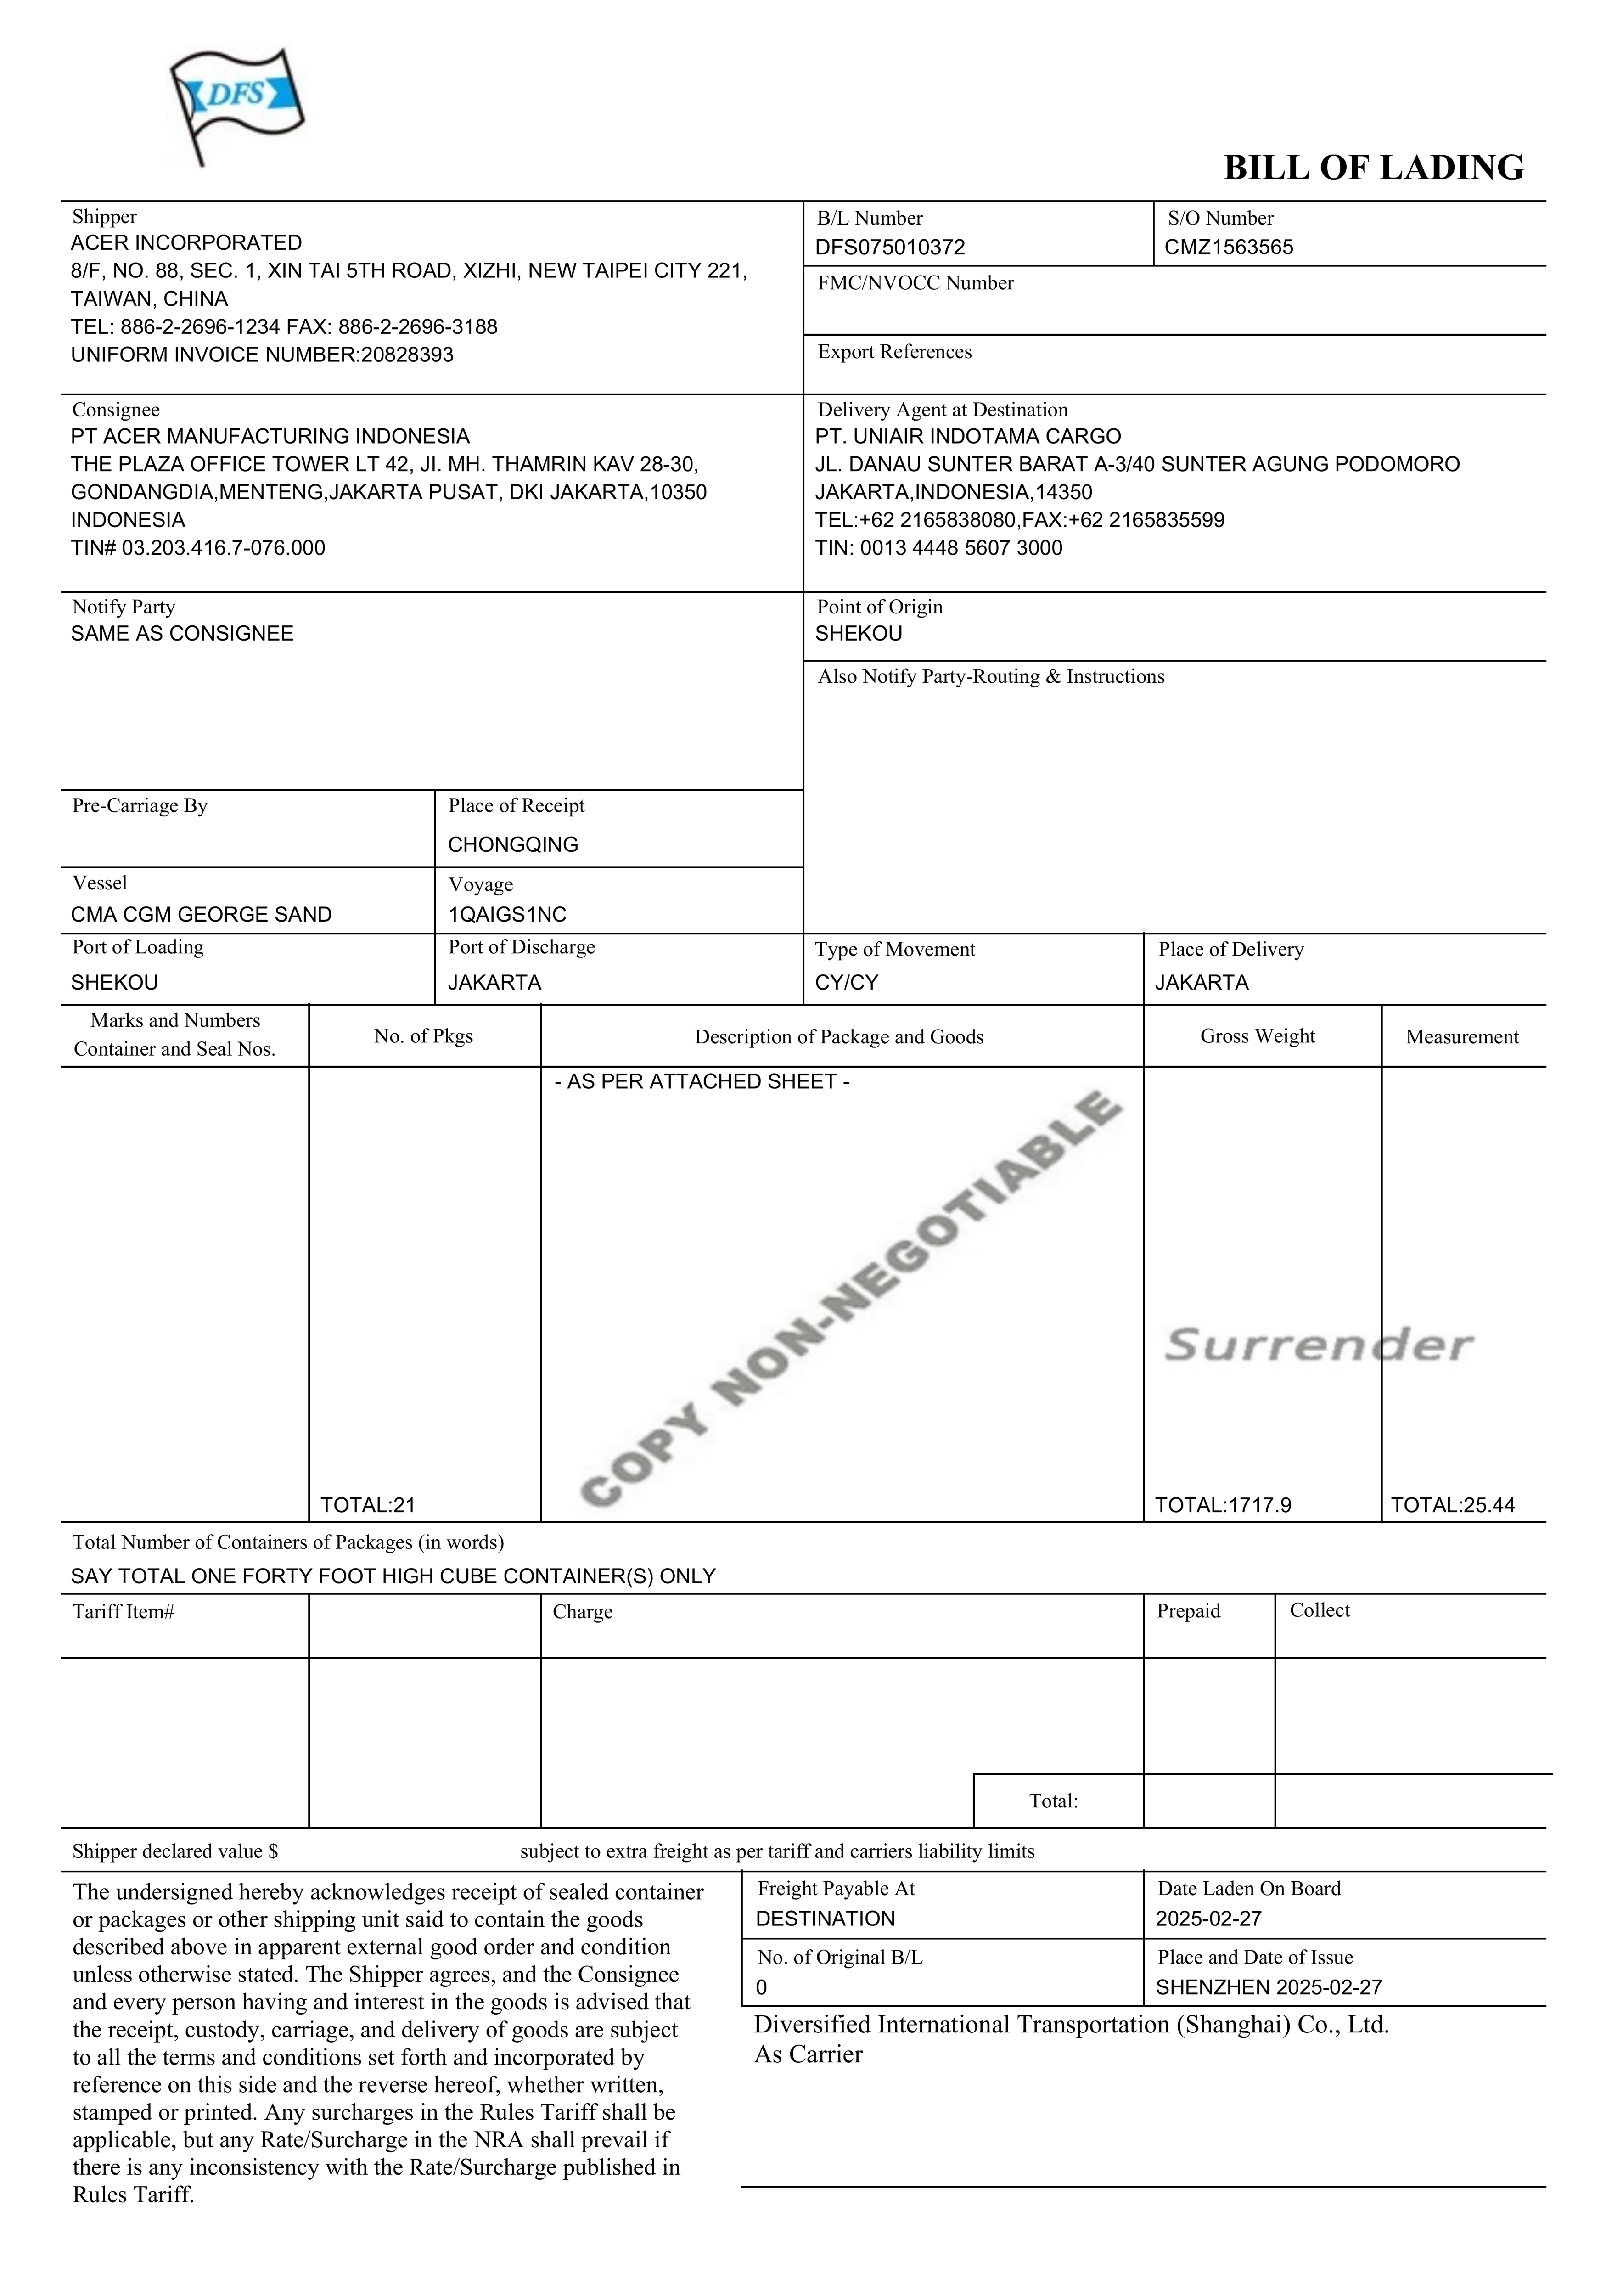 DFS
BILL OF LADING
Shipper
ACER INCORPORATED
8/F, NO. 88, SEC. 1, XIN TAI 5TH ROAD, XIZHI, NEW TAIPEI CITY 221,
TAIWAN, CHINA
TEL: 886-2-2696-1234 FAX: 886-2-2696-3188
UNIFORM INVOICE NUMBER:20828393
B/L Number
DFS075010372
S/O Number
CMZ1563565
FMC/NVOCC Number
Export References
Consignee
PT ACER MANUFACTURING INDONESIA
THE PLAZA OFFICE TOWER LT 42, JI. MH. THAMRIN KAV 28-30,
GONDANGDIA,MENTENG,JAKARTA PUSAT, DKI JAKARTA,10350
INDONESIA
TIN# 03.203.416.7-076.000
Delivery Agent at Destination
PT. UNIAIR INDOTAMA CARGO
JL. DANAU SUNTER BARAT A-3/40 SUNTER AGUNG PODOMORO
JAKARTA,INDONESIA,14350
TEL:+62 2165838080,FAX:+62 2165835599
TIN: 0013 4448 5607 3000
Notify Party
SAME AS CONSIGNEE
Point of Origin
SHEKOU
Also Notify Party-Routing & Instructions
Pre-Carriage By
Place of Receipt
CHONGQING
Vessel
CMA CGM GEORGE SAND
Voyage
1QAIGS1NC
Port of Loading
SHEKOU
Port of Discharge
JAKARTA
Type of Movement
CY/CY
Place of Delivery
JAKARTA
Marks and Numbers
Container and Seal Nos.
No. of Pkgs
Description of Package and Goods
Gross Weight
Measurement
- AS PER ATTACHED SHEET -
COPY NON-NEGOTIABLE
Surrender
TOTAL:21
TOTAL:1717.9
TOTAL:25.44
Total Number of Containers of Packages (in words)
SAY TOTAL ONE FORTY FOOT HIGH CUBE CONTAINER(S) ONLY
Tariff Item#
Charge
Prepaid
Collect
Total:
Shipper declared value $
subject to extra freight as per tariff and carriers liability limits
The undersigned hereby acknowledges receipt of sealed container
or packages or other shipping unit said to contain the goods
described above in apparent external good order and condition
unless otherwise stated. The Shipper agrees, and the Consignee
and every person having and interest in the goods is advised that
the receipt, custody, carriage, and delivery of goods are subject
to all the terms and conditions set forth and incorporated by
reference on this side and the reverse hereof, whether written,
stamped or printed. Any surcharges in the Rules Tariff shall be
applicable, but any Rate/Surcharge in the NRA shall prevail if
there is any inconsistency with the Rate/Surcharge published in
Rules Tariff.
Freight Payable At
DESTINATION
Date Laden On Board
2025-02-27
No. of Original B/L
0
Place and Date of Issue
SHENZHEN 2025-02-27
Diversified International Transportation (Shanghai) Co., Ltd.
As Carrier